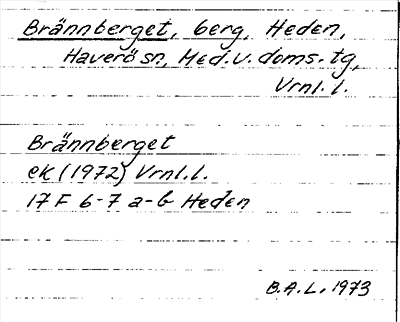 Brännberget, berg, Heden,
Haverö sn, Med.v. doms.tg,
Vrnl. l.
Brännberget
ek (1972) Vrnl.l.
17 F 6-7 a-b Heden
B.A.L. 1973